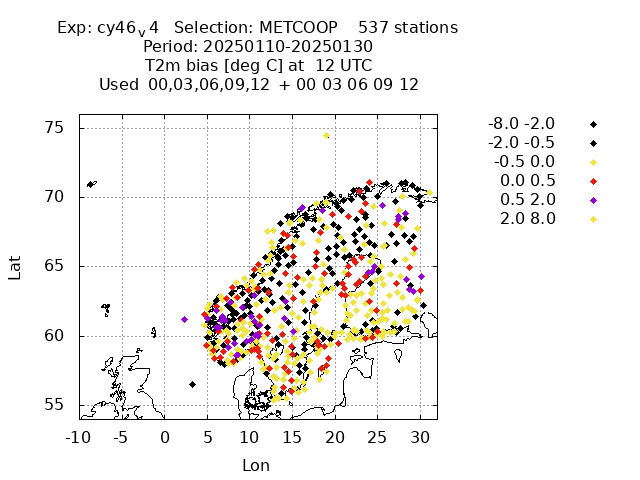 Exp: cy46v4   Selection: METCOOP    537 stations
Period: 20250110-20250130
T2m bias [deg C] at  12 UTC
Used  00,03,06,09,12  + 00 03 06 09 12
-8.0 -2.0
-2.0 -0.5
-0.5 0.0
0.0 0.5
0.5 2.0
2.0 8.0
75
70
65
60
55
Lat
-10 -5 0 5 10 15 20 25 30
Lon